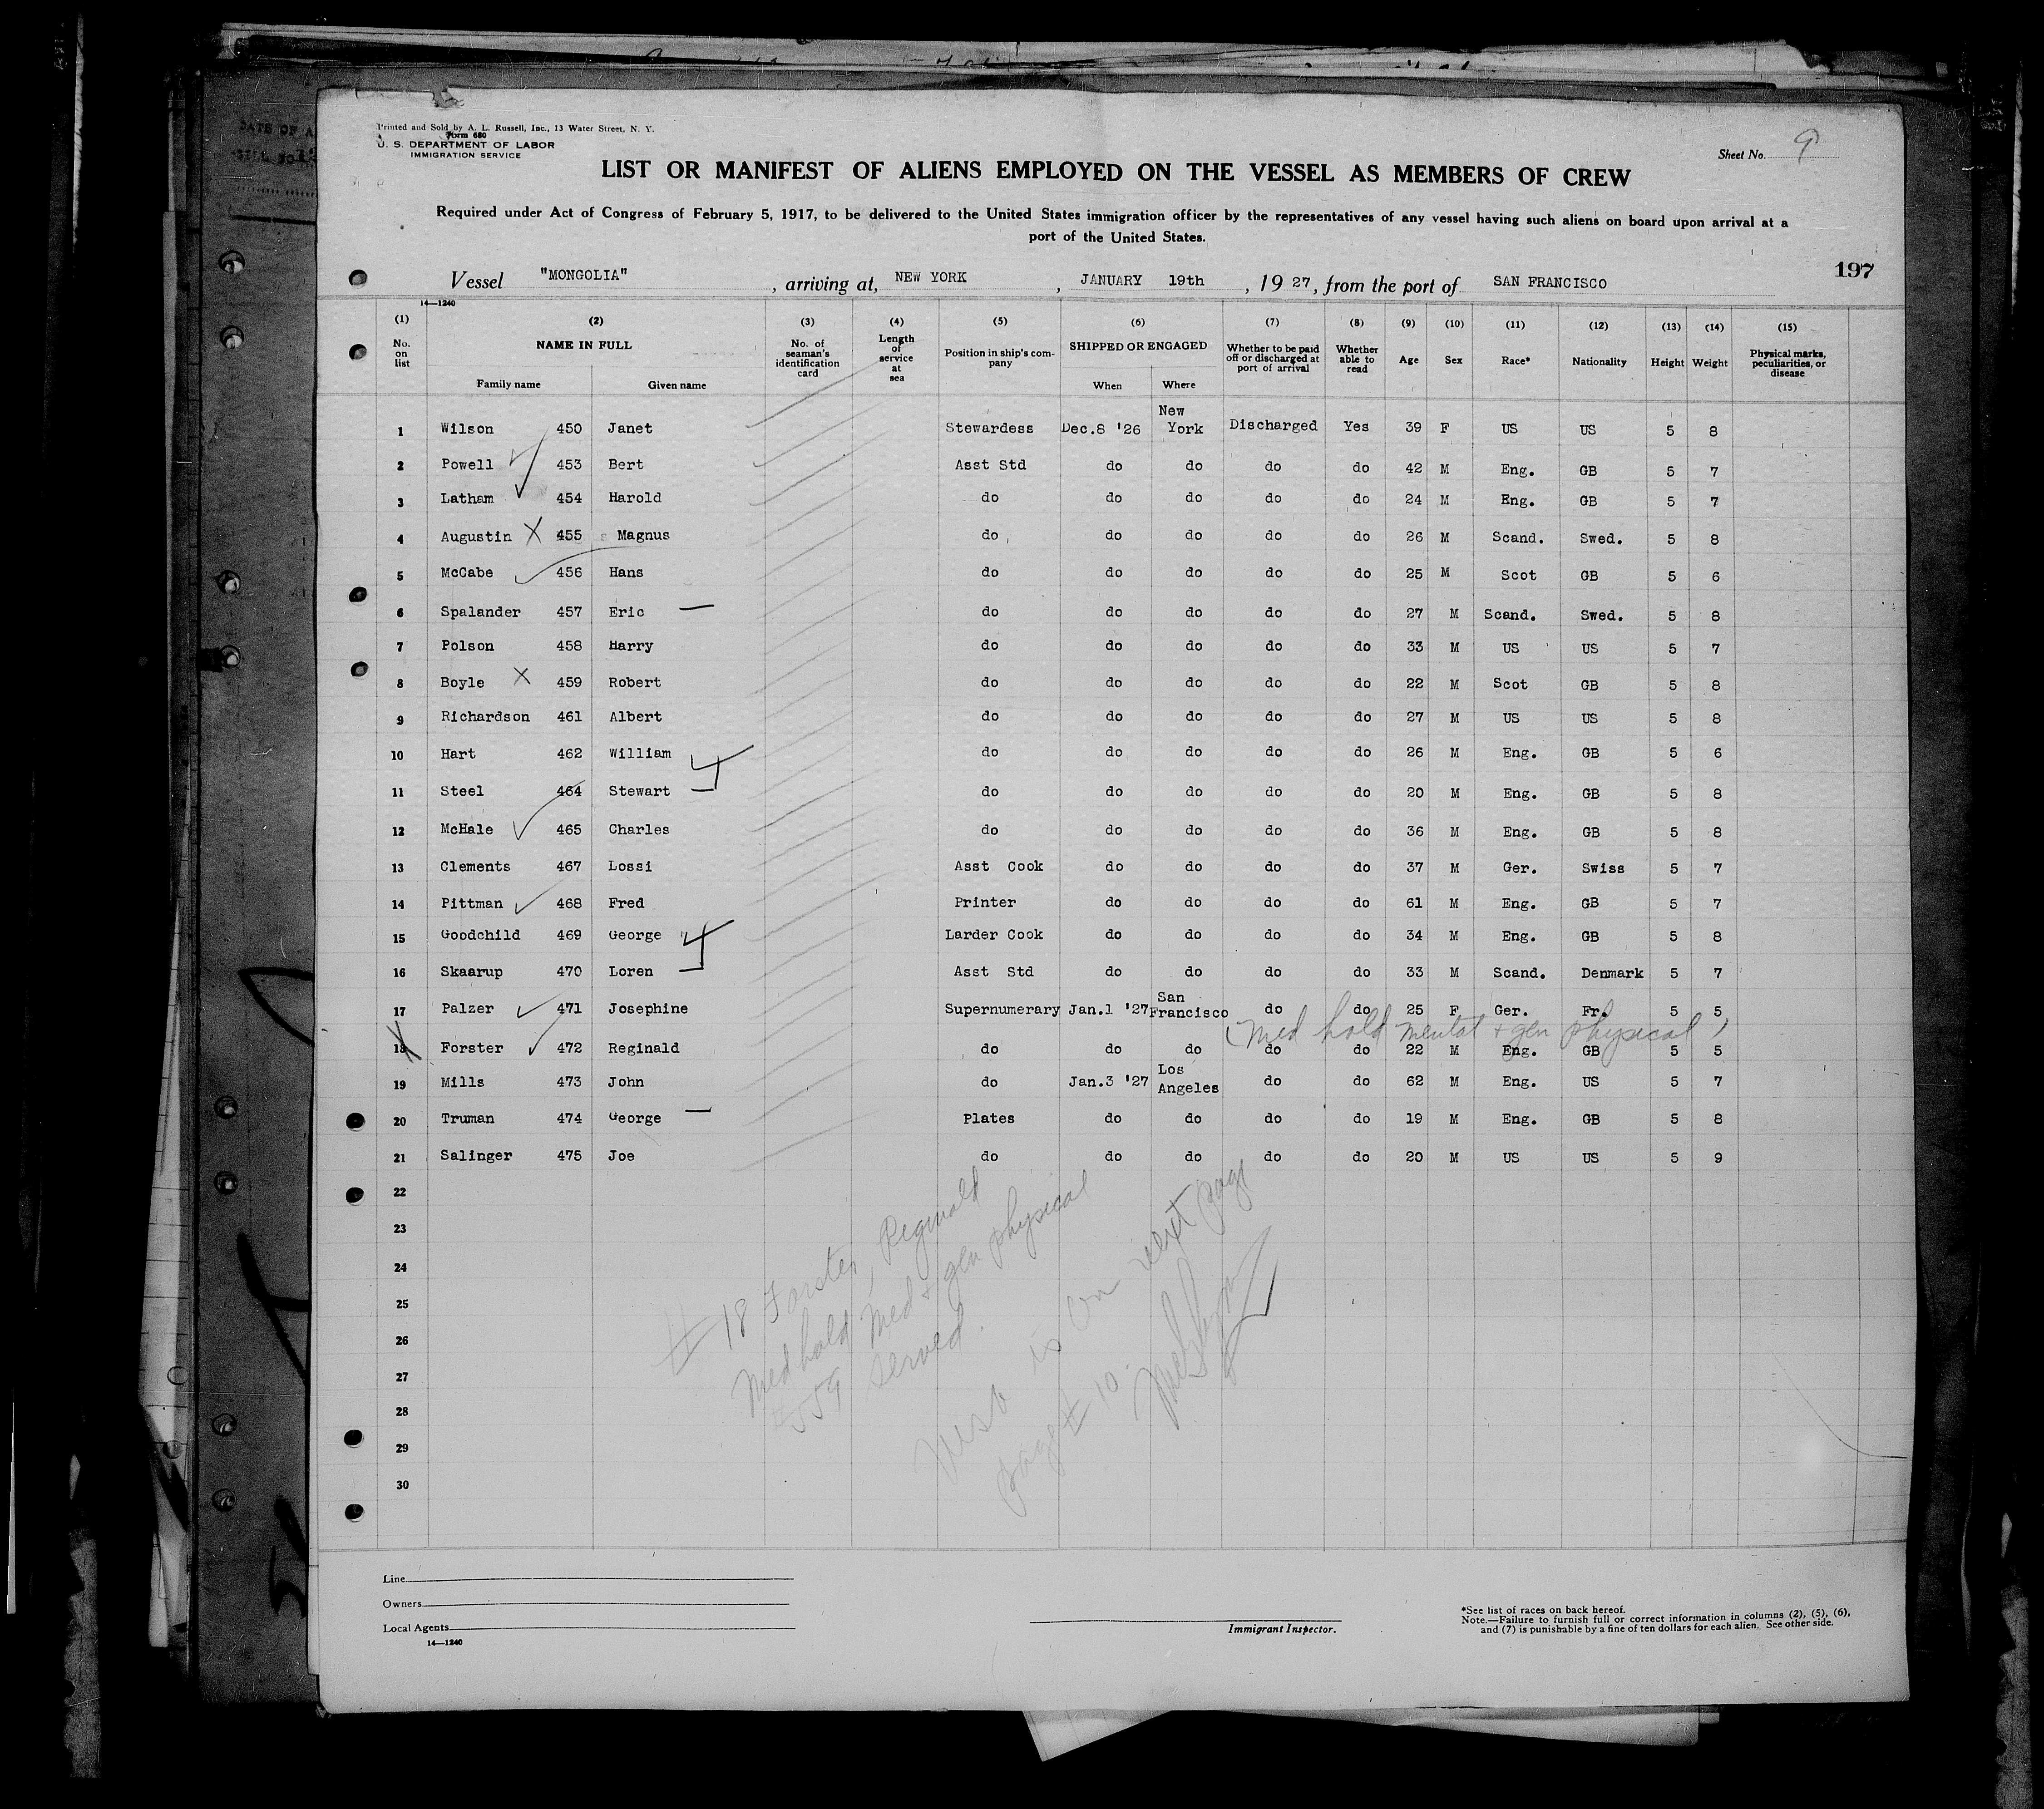 Printed and Sold by A. L. Russell, Inc., 13 Water Street, N. Y.
Form 680
U. S. DEPARTMENT OF LABOR
IMMIGRATION SERVICE
Sheet No. 9
LIST OR MANIFEST OF ALIENS EMPLOYED ON THE VESSEL AS MEMBERS OF CREW
Required under Act of Congress of February 5, 1917, to be delivered to the United States immigration officer by the representatives of any vessel having such aliens on board upon arrival at a
port of the United States.
197
Vessel "MONGOLIA", arriving at, NEW YORK, JANUARY 19th, 1927, from the port of SAN FRANCISCO
14—1240
(1) (2) (3) (4) (5) (6) (7) (8) (9) (10) (11) (12) (13) (14) (15)
No. on list NAME IN FULL Family name Given name No. of seaman's identification card Length of service at sea Position in ship's company SHIPPED OR ENGAGED When Where Whether to be paid off or discharged at port of arrival Whether able to read Age Sex Race* Nationality Height Weight Physical marks, peculiarities, or disease
1 Wilson 450 Janet Stewardess Dec.8 '26 New York Discharged Yes 39 F US US 5 8
2 Powell 453 Bert Asst Std do do do do 42 M Eng. GB 5 7
3 Latham 454 Harold do do do do do 24 M Eng. GB 5 7
4 Augustin X 455 Magnus do do do do do 26 M Scand. Swed. 5 8
5 McCabe 456 Hans do do do do do 25 M Scot GB 5 6
6 Spalander 457 Eric do do do do do 27 M Scand. Swed. 5 8
7 Polson 458 Harry do do do do do 33 M US US 5 7
8 Boyle X 459 Robert do do do do do 22 M Scot GB 5 8
9 Richardson 461 Albert do do do do do 27 M US US 5 8
10 Hart 462 William do do do do do 26 M Eng. GB 5 6
11 Steel 464 Stewart do do do do do 20 M Eng. GB 5 8
12 McHale 465 Charles do do do do do 36 M Eng. GB 5 8
13 Clements 467 Lossi Asst Cook do do do do 37 M Ger. Swiss 5 7
14 Pittman 468 Fred Printer do do do do 61 M Eng. GB 5 7
15 Goodchild 469 George Larder Cook do do do do 34 M Eng. GB 5 8
16 Skaarup 470 Loren Asst Std do do do do 33 M Scand. Denmark 5 7
17 Palzer 471 Josephine Supernumerary Jan.1 '27 San Francisco do do 25 F Ger. Fr. 5 5
(Med hold mental + gen physical)
18 Forster 472 Reginald do do do do do 22 M Eng. GB 5 5
19 Mills 473 John do Jan.3 '27 Los Angeles do do 62 M Eng. US 5 7
20 Truman 474 George Plates do do do do 19 M Eng. GB 5 8
21 Salinger 475 Joe do do do do do 20 M US US 5 9
22
23
24
25
26
27
28
29
30
# 18 Forster, Reginald
Med hold Med + gen physical
#559 served.
is on next page
page # 10.
Line
Owners
Local Agents
14—1240
Immigrant Inspector.
*See list of races on back hereof.
Note.—Failure to furnish full or correct information in columns (2), (5), (6),
and (7) is punishable by a fine of ten dollars for each alien. See other side.